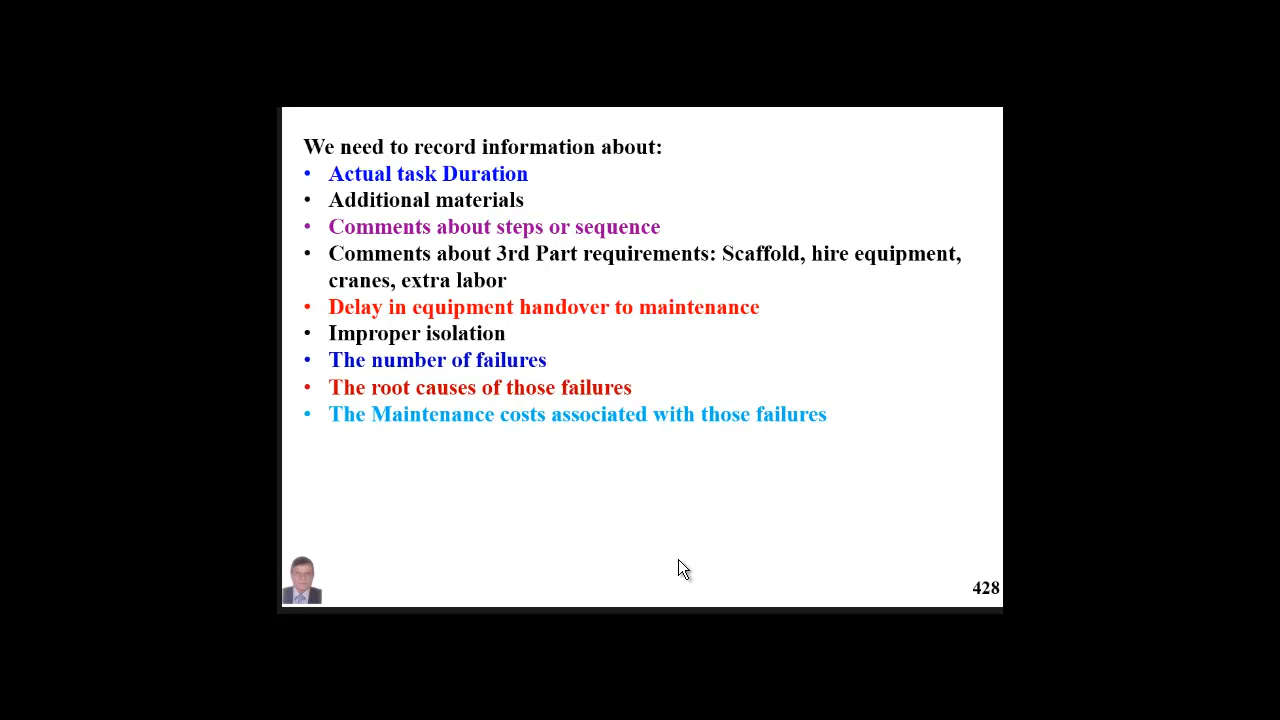 We need to record information about:
• Actual task Duration
• Additional materials
• Comments about steps or sequence
• Comments about 3rd Part requirements: Scaffold, hire equipment,
cranes, extra labor
• Delay in equipment handover to maintenance
• Improper isolation
• The number of failures
• The root causes of those failures
• The Maintenance costs associated with those failures
428